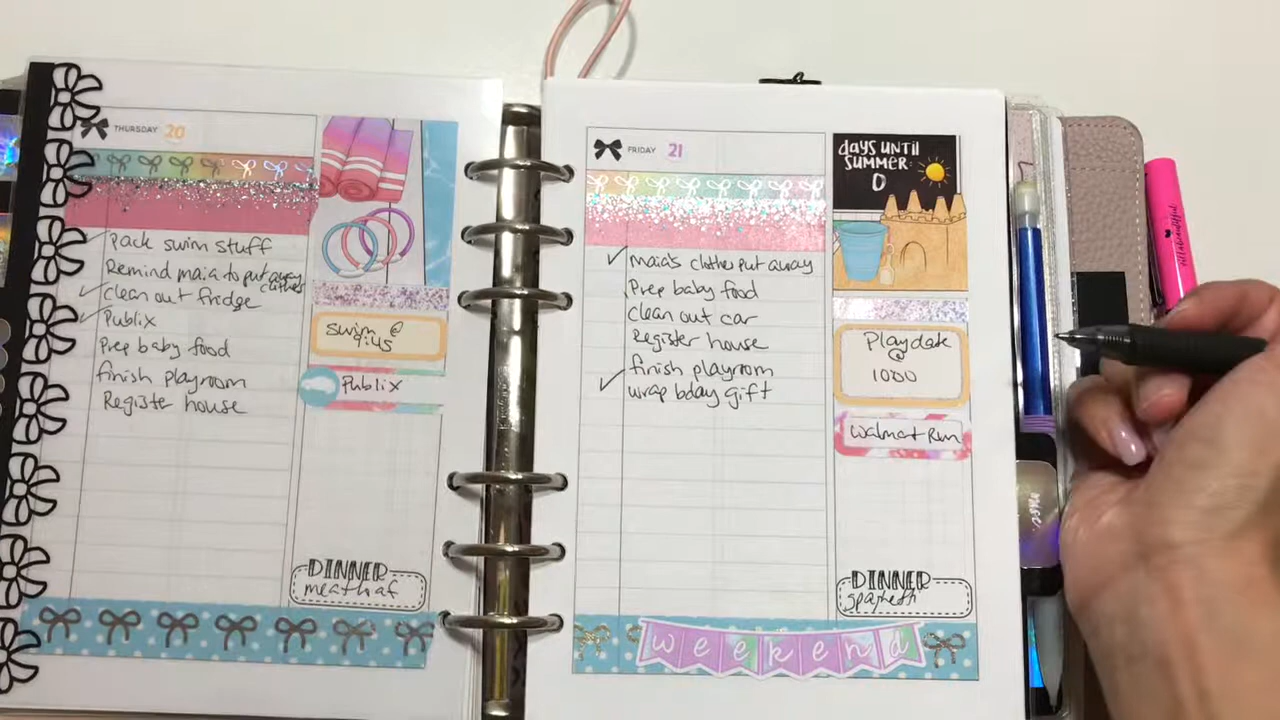 THURSDAY 20
pack swim stuff
Remind maia to put away
clothes
clean out fridge
Publix
Prep baby food
finish playroom
Register house
swim @
9:45
Publix
DINNER
meatloaf
FRIDAY 21
maia's clothes put away
Prep baby food
clean out car
Register house
finish playroom
wrap bday gift
days until
summer:
0
Playdate
@
1000
walmart Run
DINNER
spaghetti
weekend